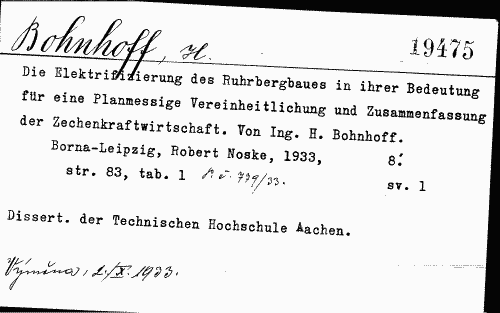 Bohnhoff, H. 19475
Die Elektrifizierung des Ruhrbergbaues in ihrer Bedeutung
für eine Planmessige Vereinheitlichung und Zusammenfassung
der Zechenkraftwirtschaft. Von Ing. H. Bohnhoff.
Borna-Leipzig, Robert Noske, 1933, 8°.
str. 83, tab. 1 779/33. sv. 1
Dissert. der Technischen Hochschule Aachen.
Výměna, 2./X. 1933.